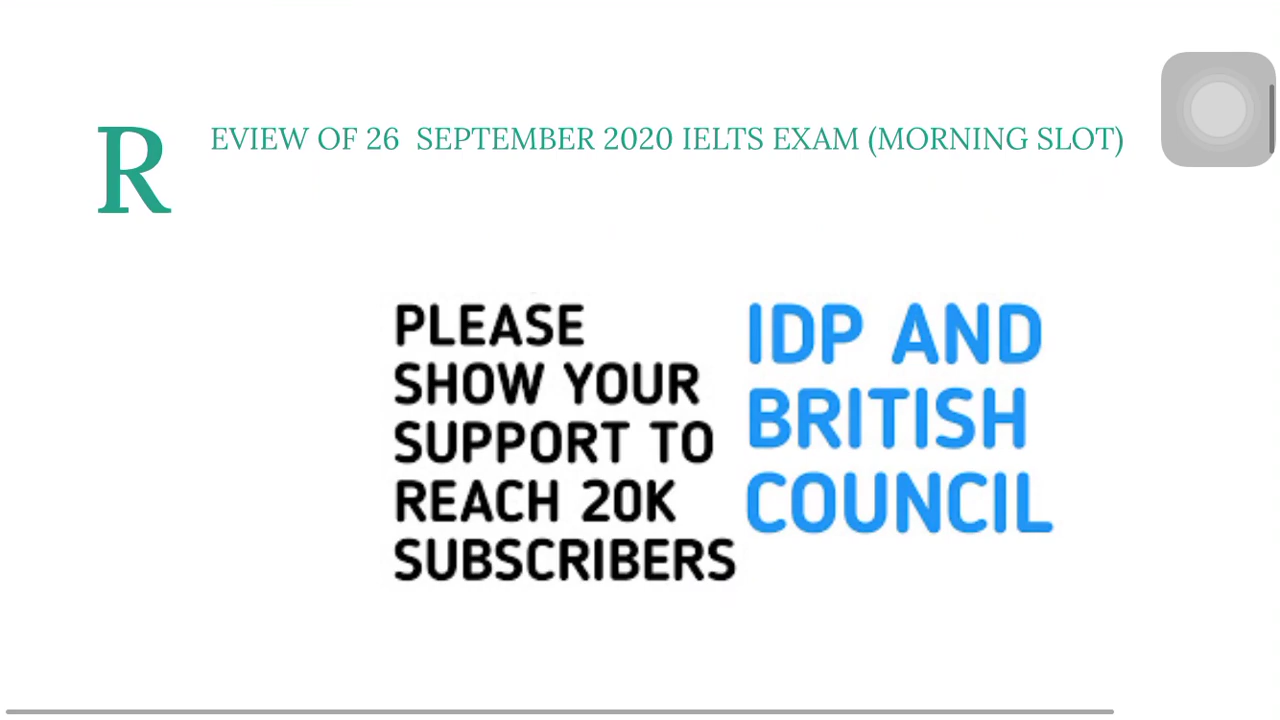 REVIEW OF 26 SEPTEMBER 2020 IELTS EXAM (MORNING SLOT)
PLEASE
SHOW YOUR
SUPPORT TO
REACH 20K
SUBSCRIBERS
IDP AND
BRITISH
COUNCIL